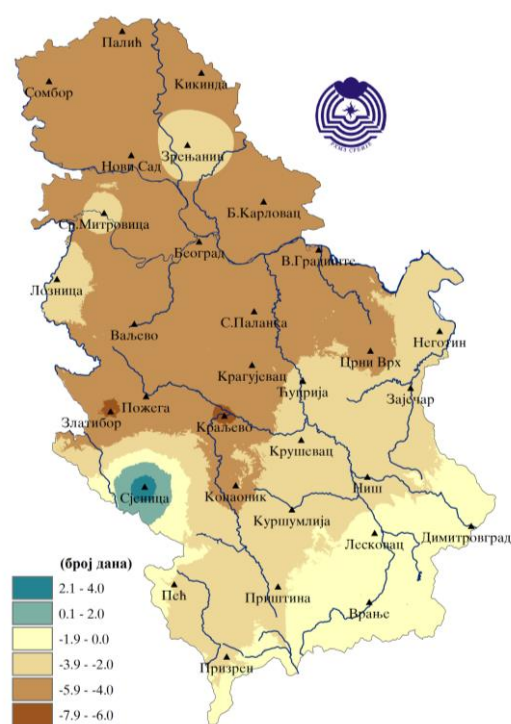 Палић
Кикинда
Сомбор
Зрењанин
Нови Сад
Б.Карловац
Ср.Митровица
Београд
В.Градиште
Лозница
С.Паланка
Ваљево
Неготин
Црни Врх
Крагујевац
Ћуприја
Зајечар
Пожега
Златибор
Краљево
Крушевац
Ниш
Сјеница
Копаоник
Куршумлија
Димитровград
Лесковац
(број дана)
2.1 - 4.0
0.1 - 2.0
-1.9 - 0.0
-3.9 - -2.0
-5.9 - -4.0
-7.9 - -6.0
Пећ
Приштина
Врање
Призрен